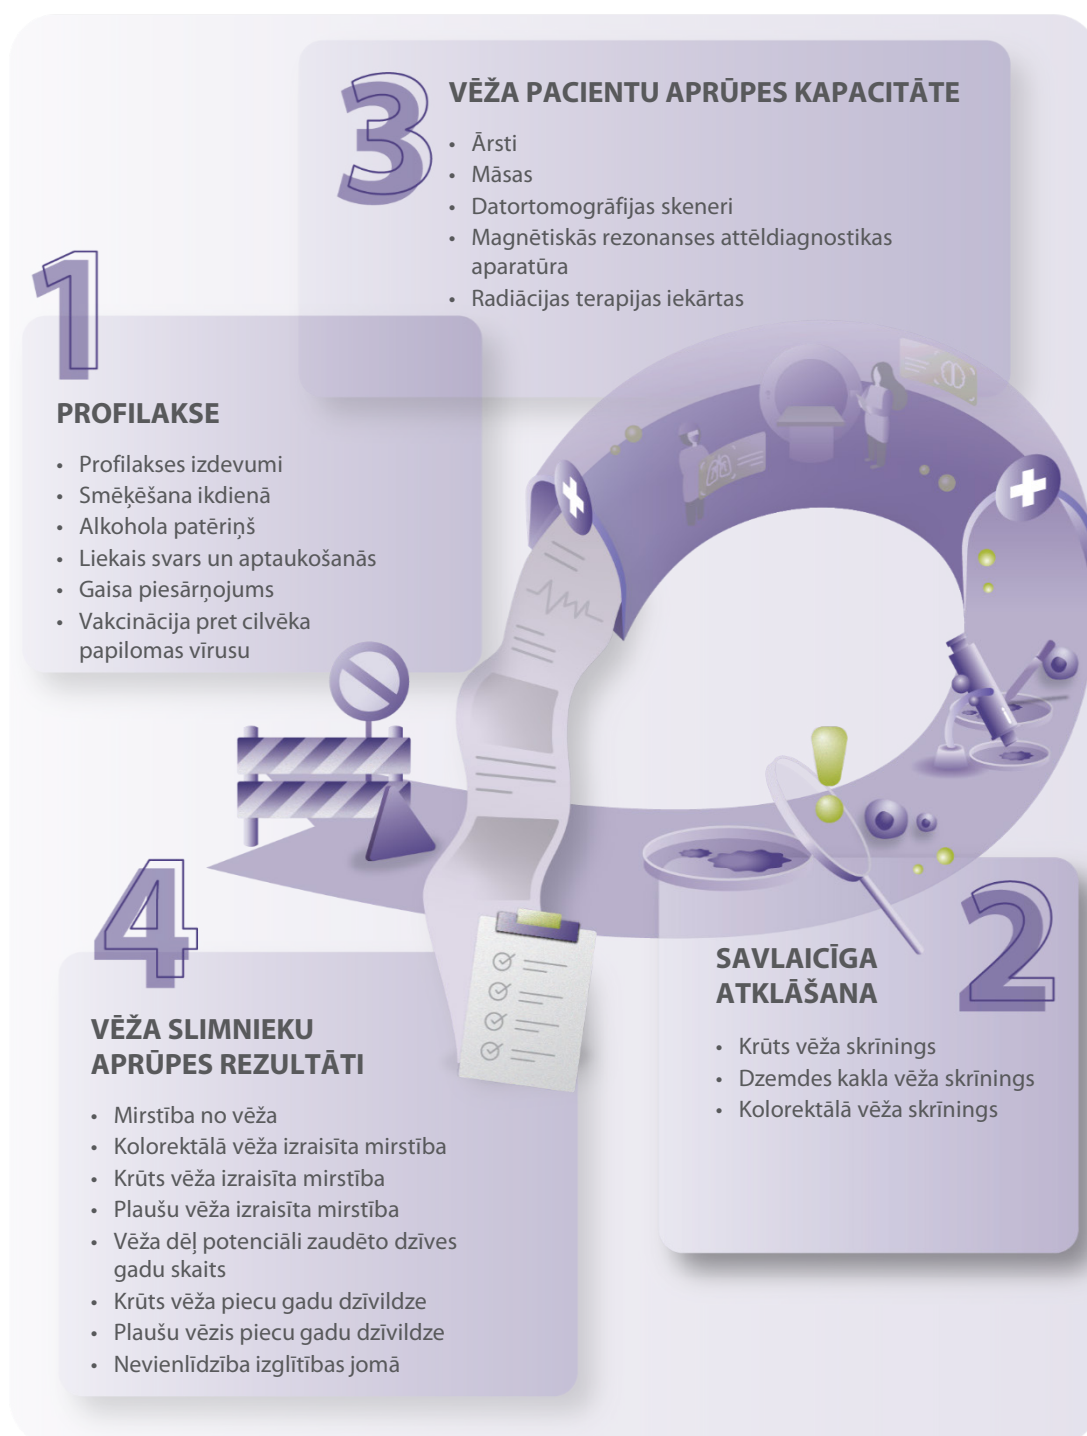 1
PROFILAKSE
• Profilakses izdevumi
• Smēķēšana ikdienā
• Alkohola patēriņš
• Liekais svars un aptaukošanās
• Gaisa piesārņojums
• Vakcinācija pret cilvēka
papilomas vīrusu
2
SAVLAICĪGA
ATKLĀŠANA
• Krūts vēža skrīnings
• Dzemdes kakla vēža skrīnings
• Kolorektālā vēža skrīnings
3
VĒŽA PACIENTU APRŪPES KAPACITĀTE
• Ārsti
• Māsas
• Datortomogrāfijas skeneri
• Magnētiskās rezonanses attēldiagnostikas
aparatūra
• Radiācijas terapijas iekārtas
4
VĒŽA SLIMNIEKU
APRŪPES REZULTĀTI
• Mirstība no vēža
• Kolorektālā vēža izraisīta mirstība
• Krūts vēža izraisīta mirstība
• Plaušu vēža izraisīta mirstība
• Vēža dēļ potenciāli zaudēto dzīves
gadu skaits
• Krūts vēža piecu gadu dzīvildze
• Plaušu vēzis piecu gadu dzīvildze
• Nevienlīdzība izglītības jomā